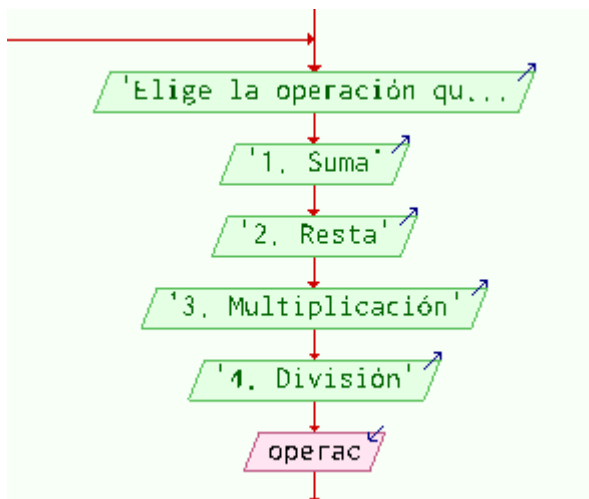 'Elige la operación qu...
'1. Suma'
'2. Resta'
'3. Multiplicación'
'4. División'
operac